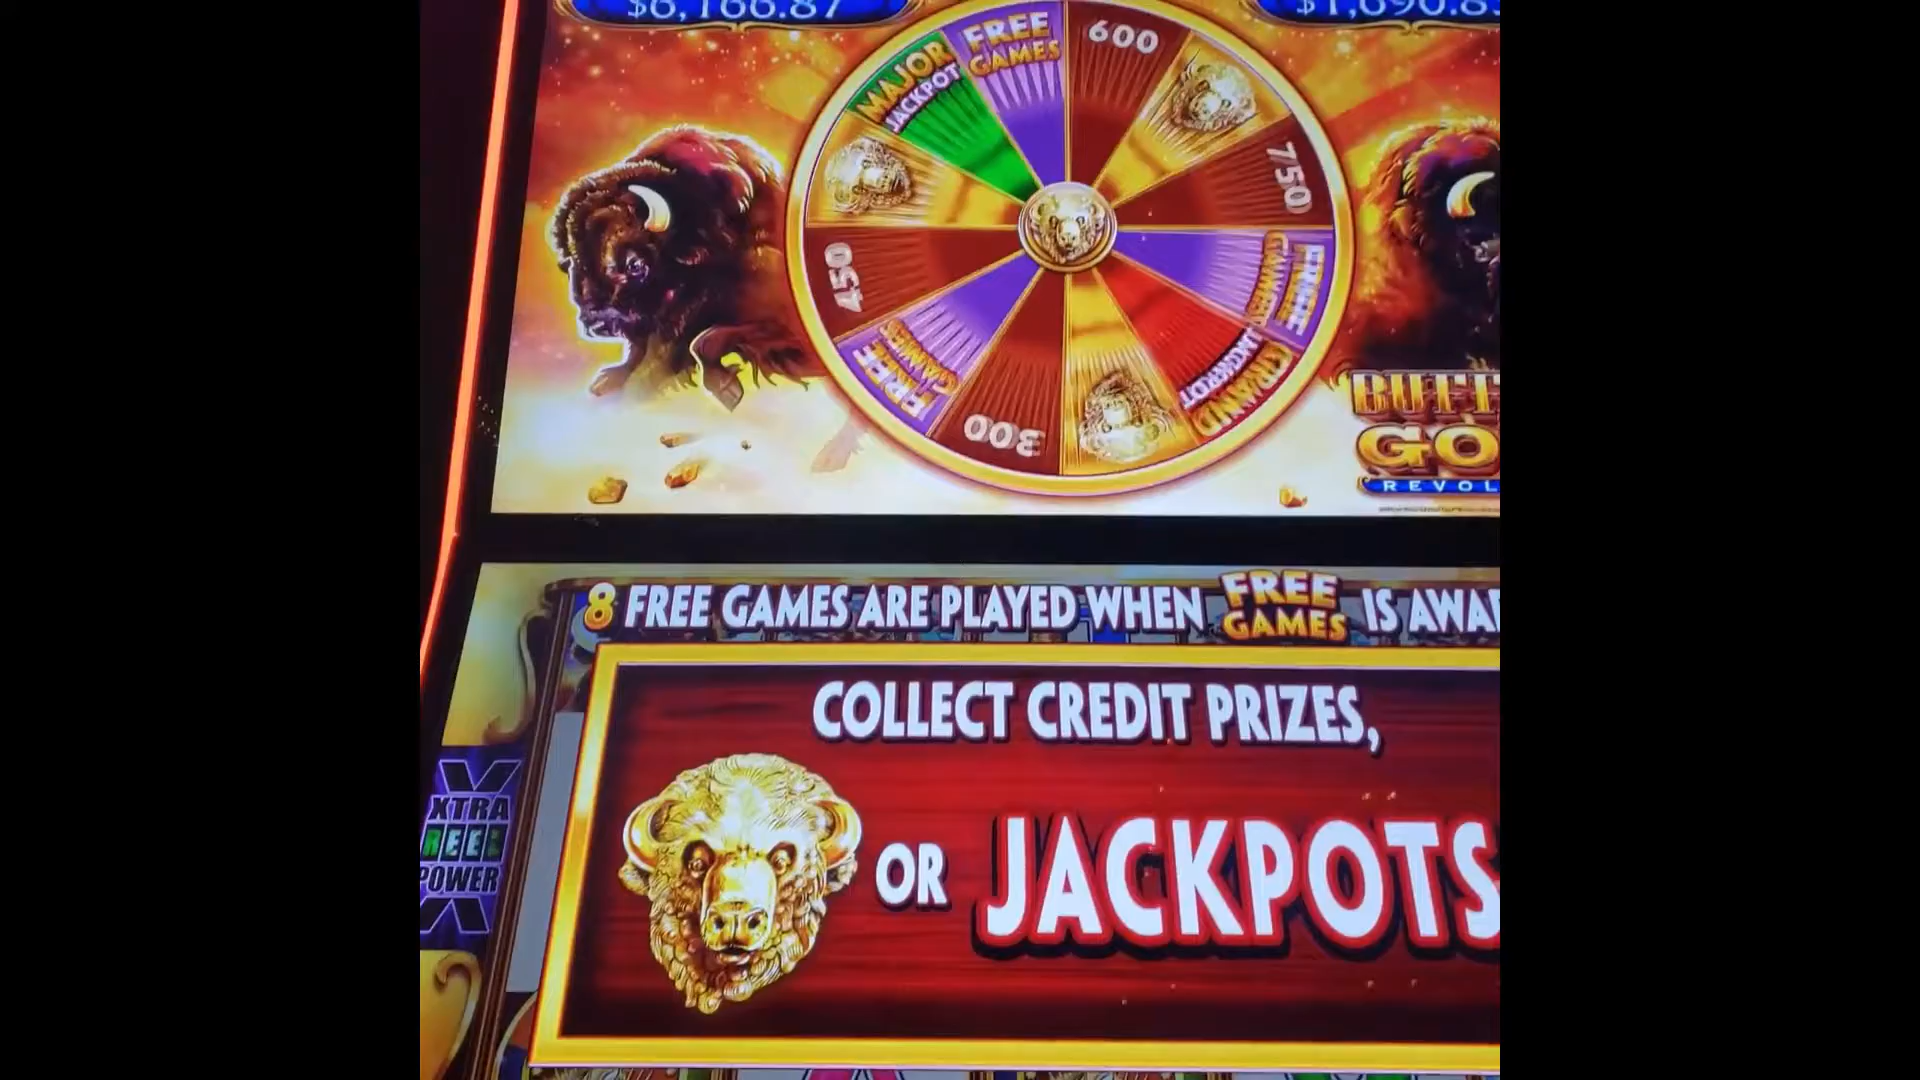 $6,166.87
$1,690.8
FREE
GAMES
600
MAJOR
JACKPOT
750
FREE
GAMES
450
GRAND
JACKPOT
FREE
GAMES
300
BUFF
GO
REVOL
8 FREE GAMES ARE PLAYED WHEN FREE GAMES IS AWA
COLLECT CREDIT PRIZES,
OR JACKPOTS
XTRA
REEL
POWER